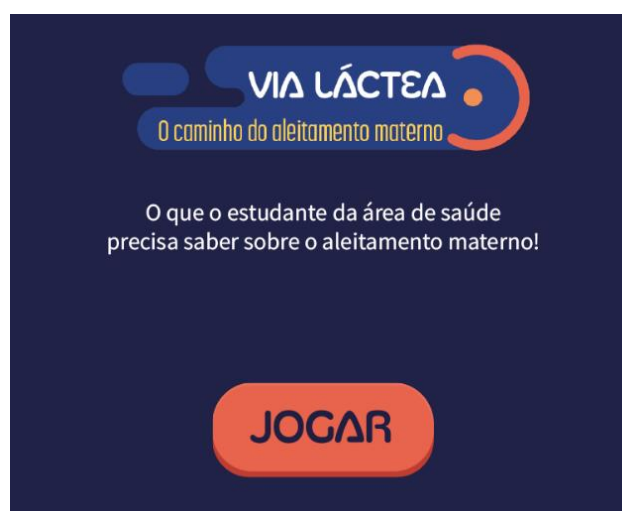 VIA LÁCTEA
O caminho do aleitamento materno
O que o estudante da área de saúde
precisa saber sobre o aleitamento materno!
JOGAR